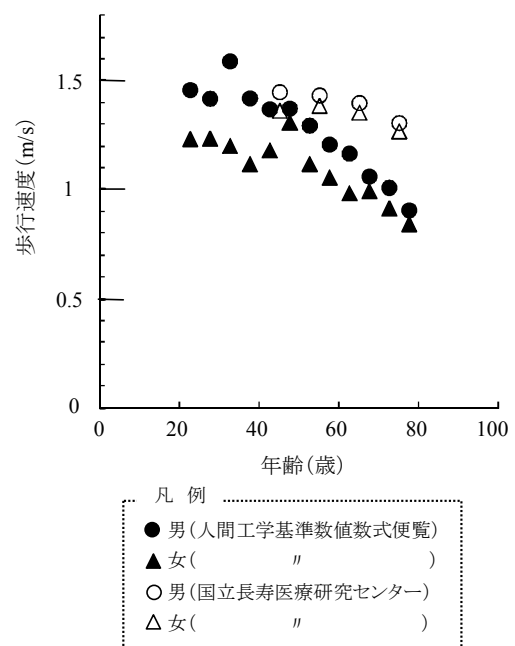 1.5
1
0.5
0
歩行速度(m/s)
0 20 40 60 80 100
年齢(歳)
凡 例
● 男(人間工学基準数値数式便覧)
▲ 女( 〃 )
○ 男(国立長寿医療研究センター)
△ 女( 〃 )